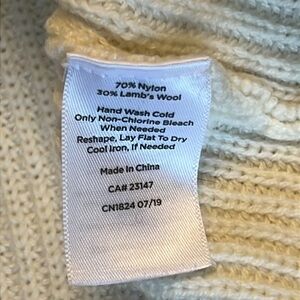 70% Nylon
30% Lamb's Wool
Hand Wash Cold
Only Non-Chlorine Bleach
When Needed
Reshape, Lay Flat To Dry
Cool Iron, If Needed
Made in China
CA# 23147
CN1824 07/19